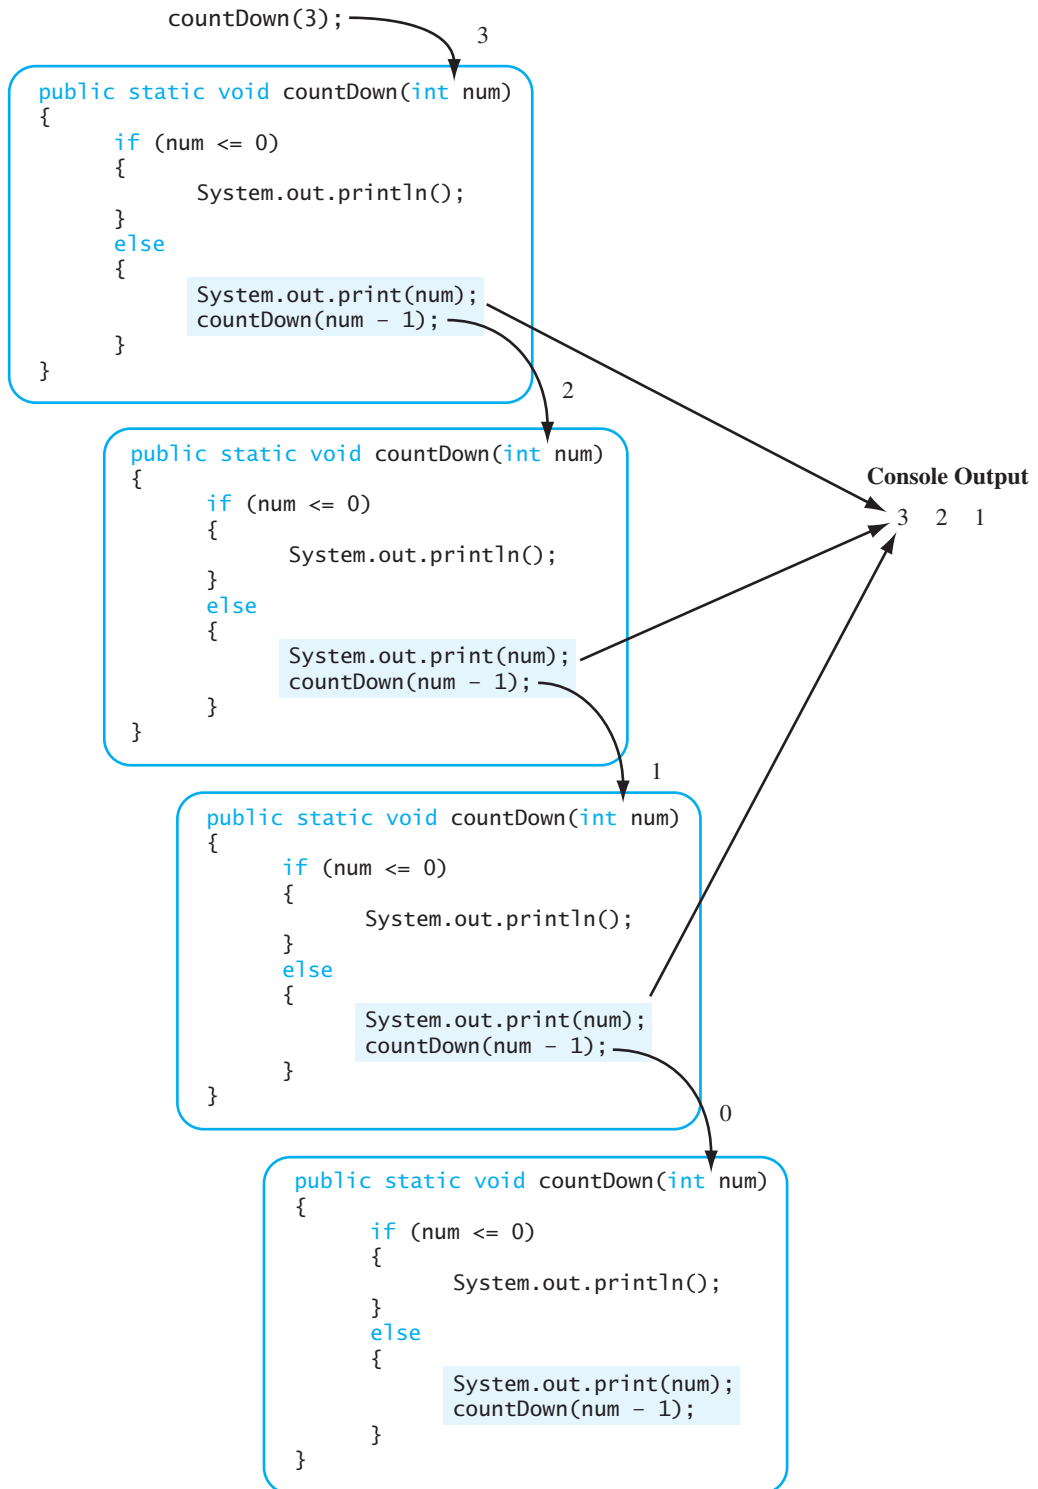 countDown(3);
3
public static void countDown(int num)
{
if (num <= 0)
{
System.out.println();
}
else
{
System.out.print(num);
countDown(num – 1);
}
}
2
public static void countDown(int num)
{
if (num <= 0)
{
System.out.println();
}
else
{
System.out.print(num);
countDown(num – 1);
}
}
Console Output
3 2 1
1
public static void countDown(int num)
{
if (num <= 0)
{
System.out.println();
}
else
{
System.out.print(num);
countDown(num – 1);
}
}
0
public static void countDown(int num)
{
if (num <= 0)
{
System.out.println();
}
else
{
System.out.print(num);
countDown(num – 1);
}
}